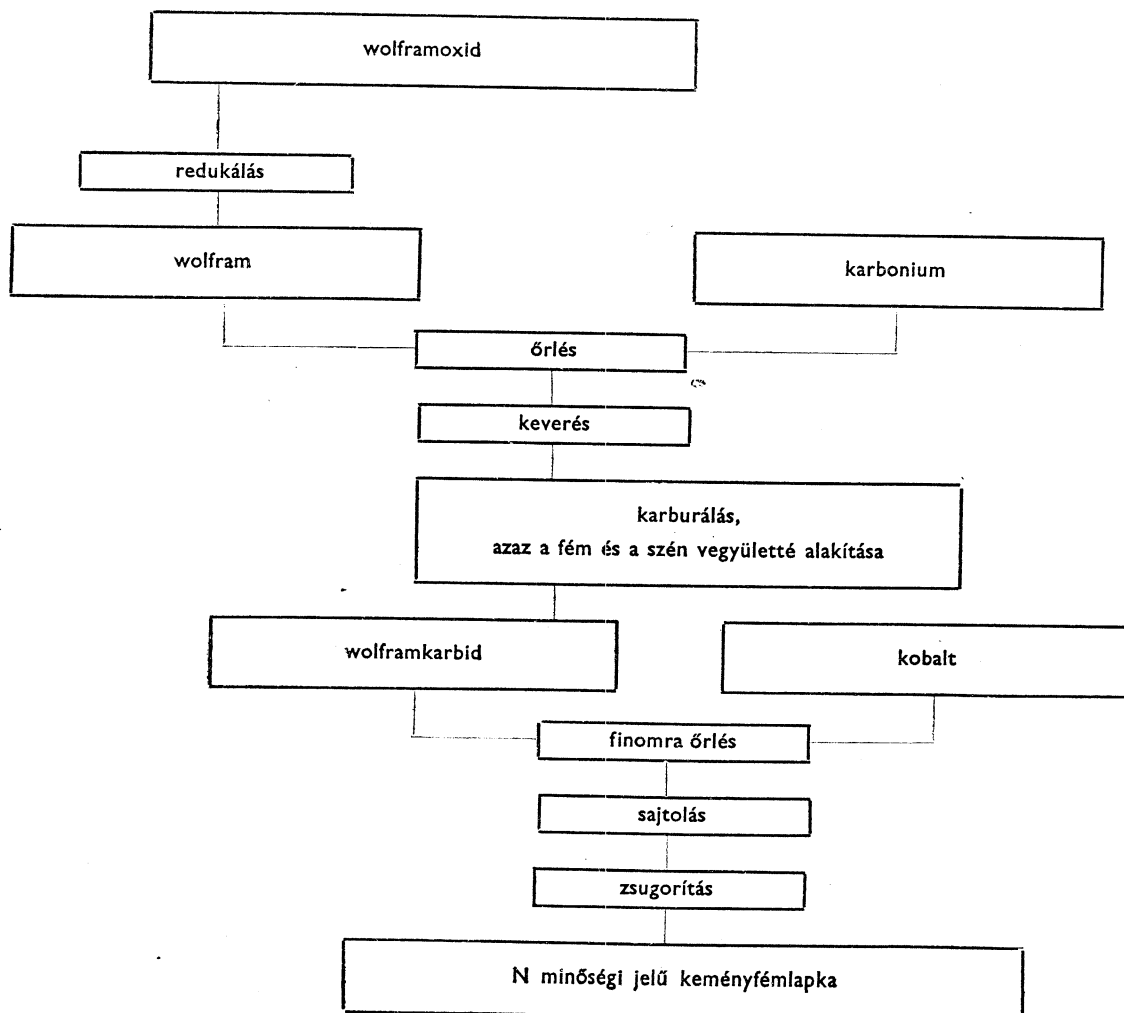 wolframoxid
redukálás
wolfram
karbonium
őrlés
keverés
karburálás,
azaz a fém és a szén vegyületté alakítása
wolframkarbid
kobalt
finomra őrlés
sajtolás
zsugorítás
N minőségi jelű keményfémlapka